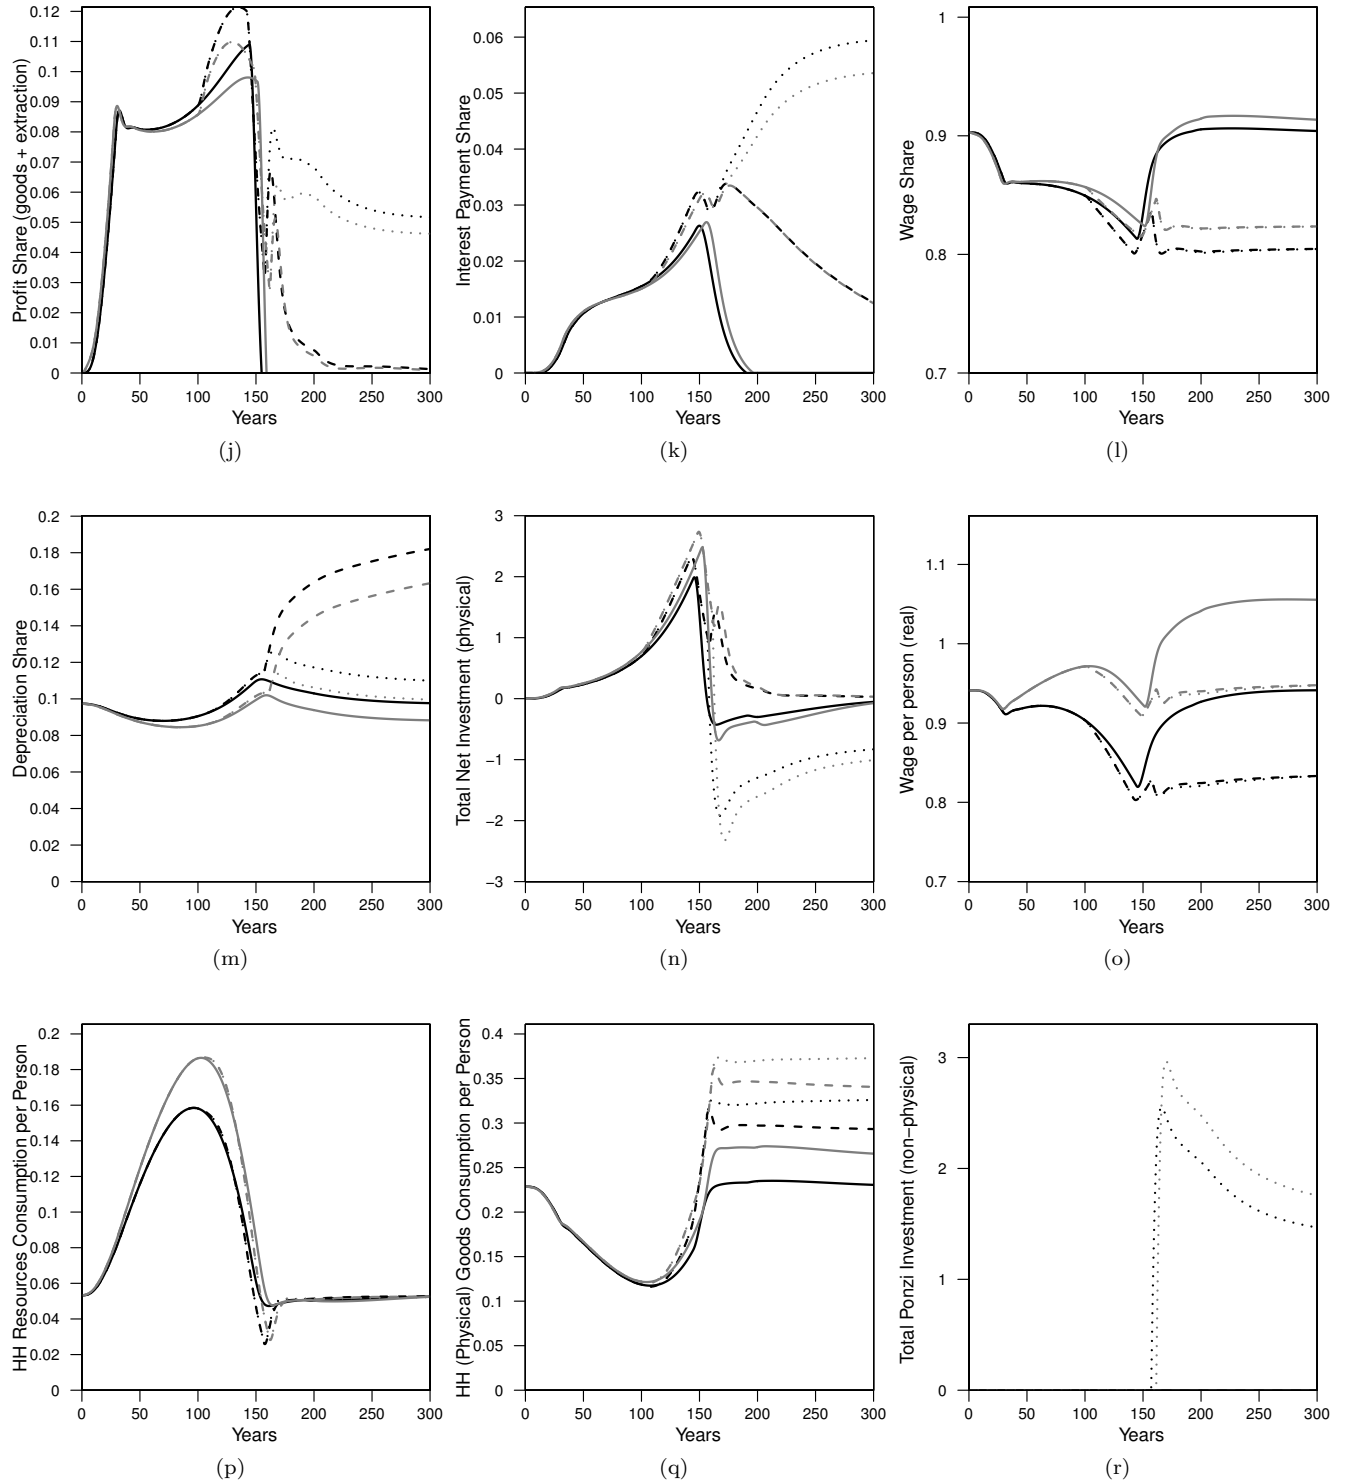 Profit Share (goods + extraction)
0.12
0.11
0.1
0.09
0.08
0.07
0.06
0.05
0.04
0.03
0.02
0.01
0
0 50 100 150 200 250 300
Years
(j)
Interest Payment Share
0.06
0.05
0.04
0.03
0.02
0.01
0
0 50 100 150 200 250 300
Years
(k)
Wage Share
1
0.9
0.8
0.7
0 50 100 150 200 250 300
Years
(l)
Depreciation Share
0.2
0.18
0.16
0.14
0.12
0.1
0.08
0.06
0.04
0.02
0
0 50 100 150 200 250 300
Years
(m)
Total Net Investment (physical)
3
2
1
0
−1
−2
−3
0 50 100 150 200 250 300
Years
(n)
Wage per person (real)
1.1
1
0.9
0.8
0.7
0 50 100 150 200 250 300
Years
(o)
HH Resources Consumption per Person
0.2
0.18
0.16
0.14
0.12
0.1
0.08
0.06
0.04
0.02
0
0 50 100 150 200 250 300
Years
(p)
HH (Physical) Goods Consumption per Person
0.4
0.35
0.3
0.25
0.2
0.15
0.1
0.05
0
0 50 100 150 200 250 300
Years
(q)
Total Ponzi Investment (non−physical)
3
2
1
0
0 50 100 150 200 250 300
Years
(r)